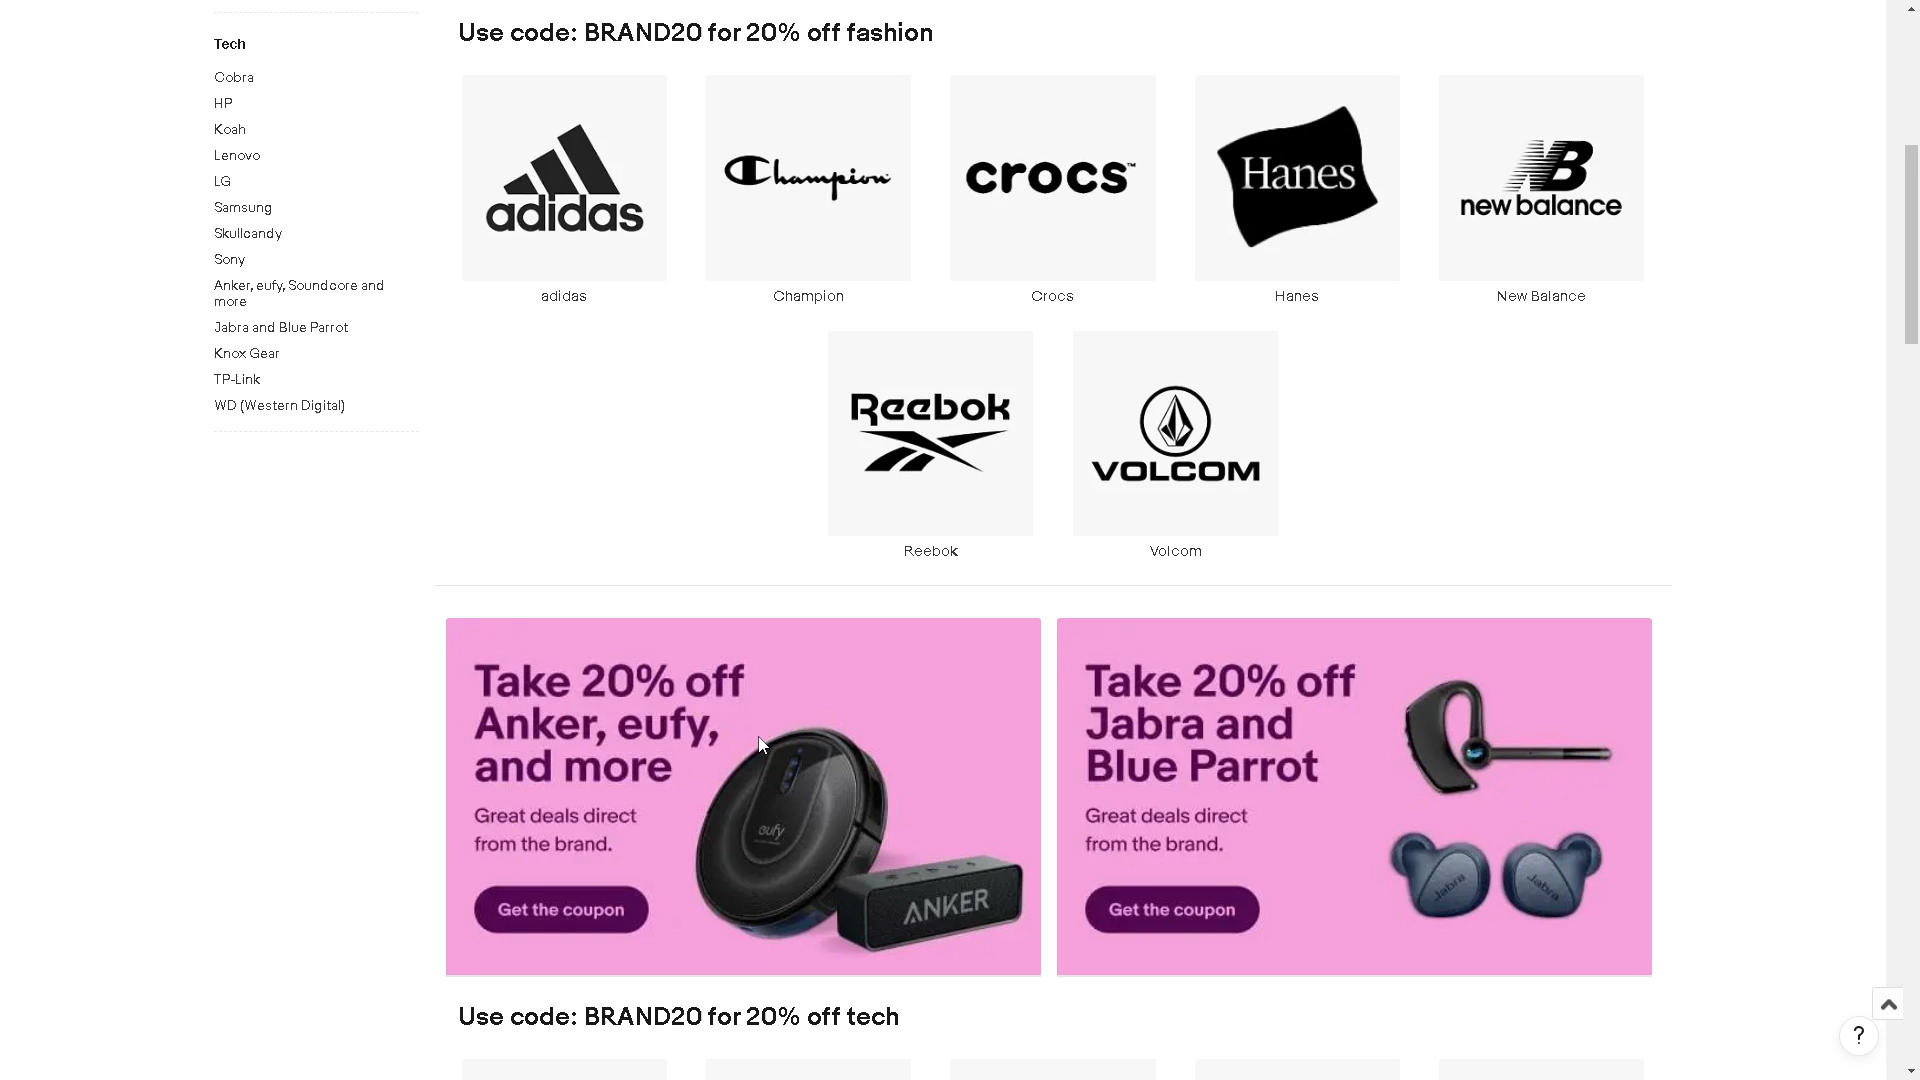 Tech
Cobra
HP
Koah
Lenovo
LG
Samsung
Skullcandy
Sony
Anker, eufy, Soundcore and
more
Jabra and Blue Parrot
Knox Gear
TP-Link
WD (Western Digital)
Use code: BRAND20 for 20% off fashion
adidas
Champion
crocs™
Hanes
NB
new balance
adidas
Champion
Crocs
Hanes
New Balance
Reebok
VOLCOM
Reebok
Volcom
Take 20% off
Anker, eufy,
and more
Great deals direct
from the brand.
Get the coupon
eufy
ANKER
Take 20% off
Jabra and
Blue Parrot
Great deals direct
from the brand.
Get the coupon
Jabra
Jabra
Use code: BRAND20 for 20% off tech
?